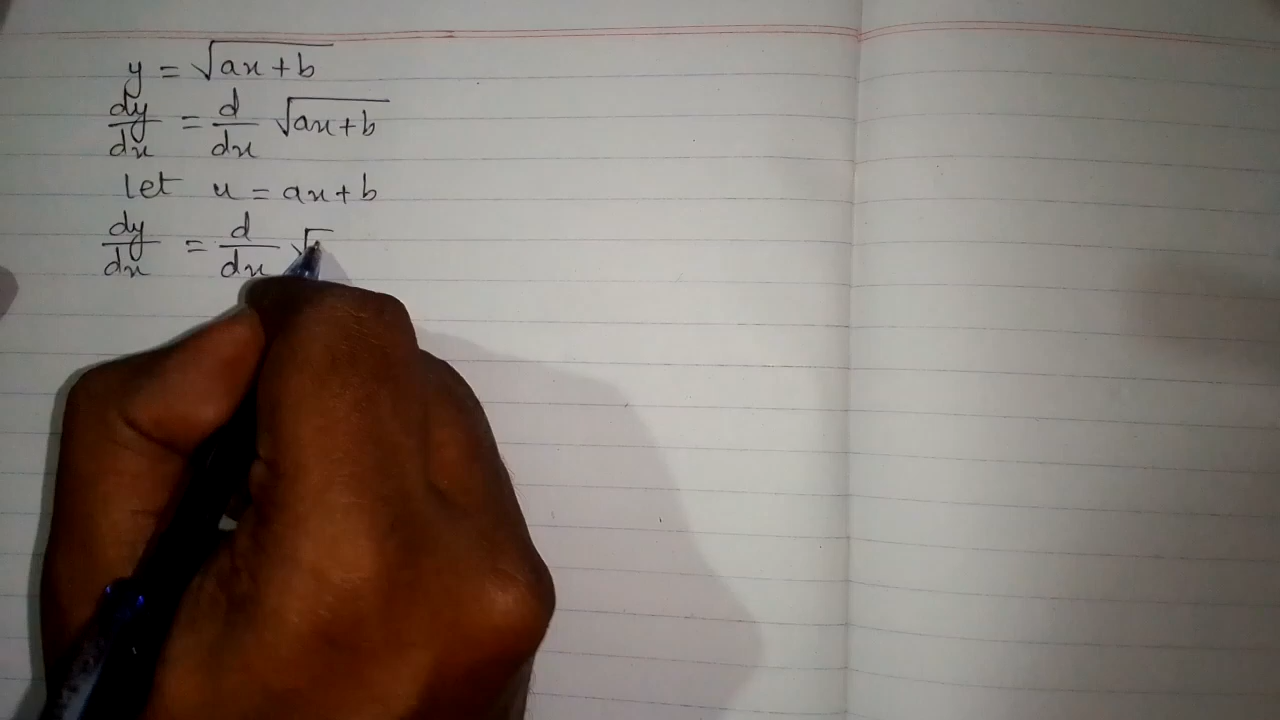 y = √ax+b
dy/dx = d/dx √ax+b
let u = ax+b
dy/dx = d/dx √